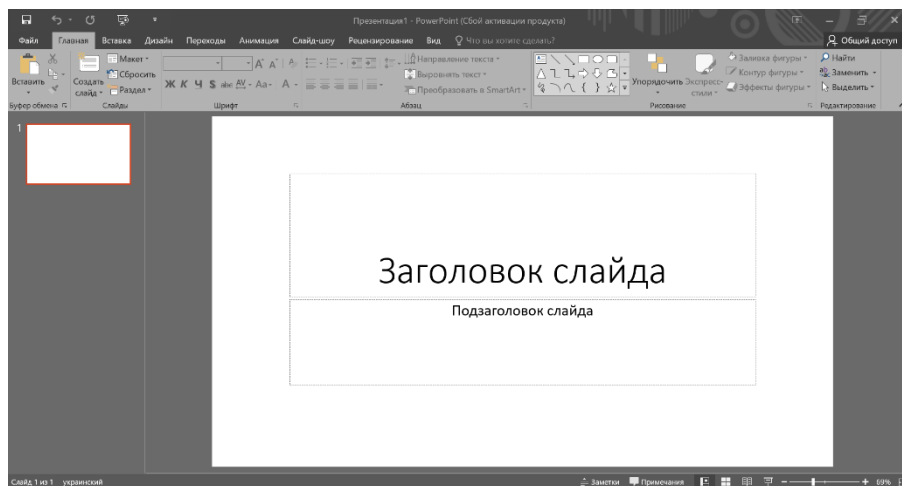 Презентация1 - PowerPoint (Сбой активации продукта)
Файл Главная Вставка Дизайн Переходы Анимация Слайд-шоу Рецензирование Вид Что вы хотите сделать? Общий доступ
Вставить
Создать слайд
Макет
Сбросить
Раздел
Ж К Ч S abc AV Aa А
Направление текста
Выровнять текст
Преобразовать в SmartArt
Упорядочить Экспресс-стили
Заливка фигуры
Контур фигуры
Эффекты фигуры
Найти
Заменить
Выделить
Буфер обмена Слайды Шрифт Абзац Рисование Редактирование
1
Заголовок слайда
Подзаголовок слайда
Слайд 1 из 1 украинский Заметки Примечания 69%